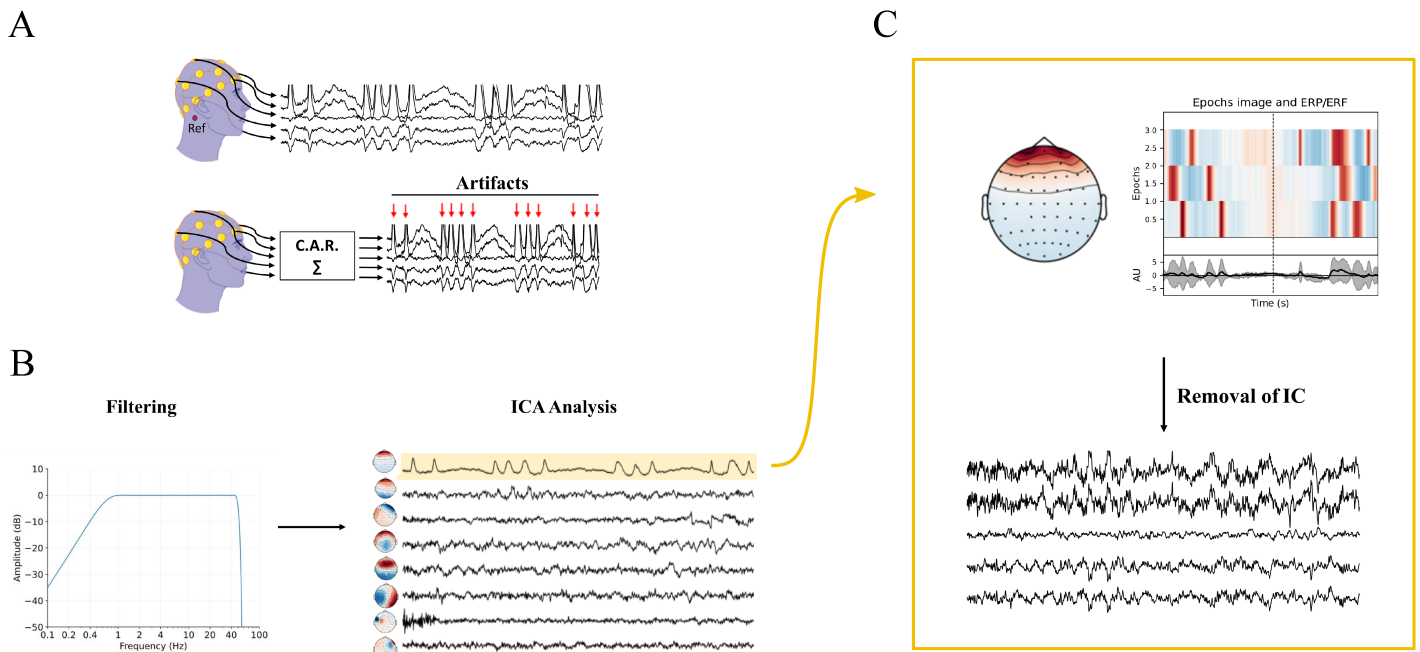 A
Ref
Artifacts
C.A.R.
Σ
B
Filtering
10
0
−10
−20
−30
−40
−50
Amplitude (dB)
0.1 0.2 0.4 1 2 4 10 20 40 100
Frequency (Hz)
ICA Analysis
C
Epochs image and ERP/ERF
3.0
2.5
2.0
1.5
1.0
0.5
Epochs
5
0
−5
AU
Time (s)
Removal of IC